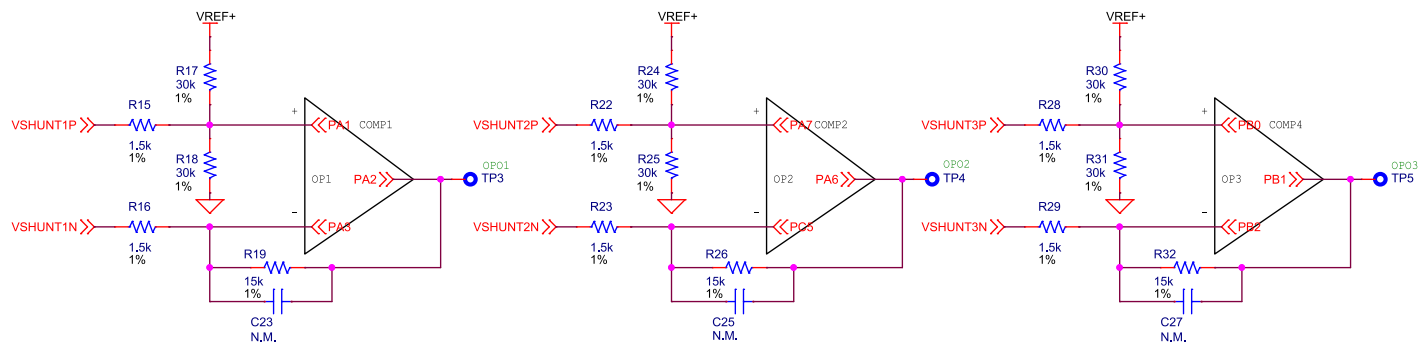 VREF+
R17
30k
1%
R15
VSHUNT1P
1.5k
1%
R18
30k
1%
+
PA1
COMP1
OP1
PA2
OPO1
TP3
R16
VSHUNT1N
1.5k
1%
-
PA3
R19
15k
1%
C23
N.M.
VREF+
R24
30k
1%
R22
VSHUNT2P
1.5k
1%
R25
30k
1%
+
PA7
COMP2
OP2
PA6
OPO2
TP4
R23
VSHUNT2N
1.5k
1%
-
PC5
R26
15k
1%
C25
N.M.
VREF+
R30
30k
1%
R28
VSHUNT3P
1.5k
1%
R31
30k
1%
+
PB0
COMP4
OP3
PB1
OPO3
TP5
R29
VSHUNT3N
1.5k
1%
-
PB2
R32
15k
1%
C27
N.M.